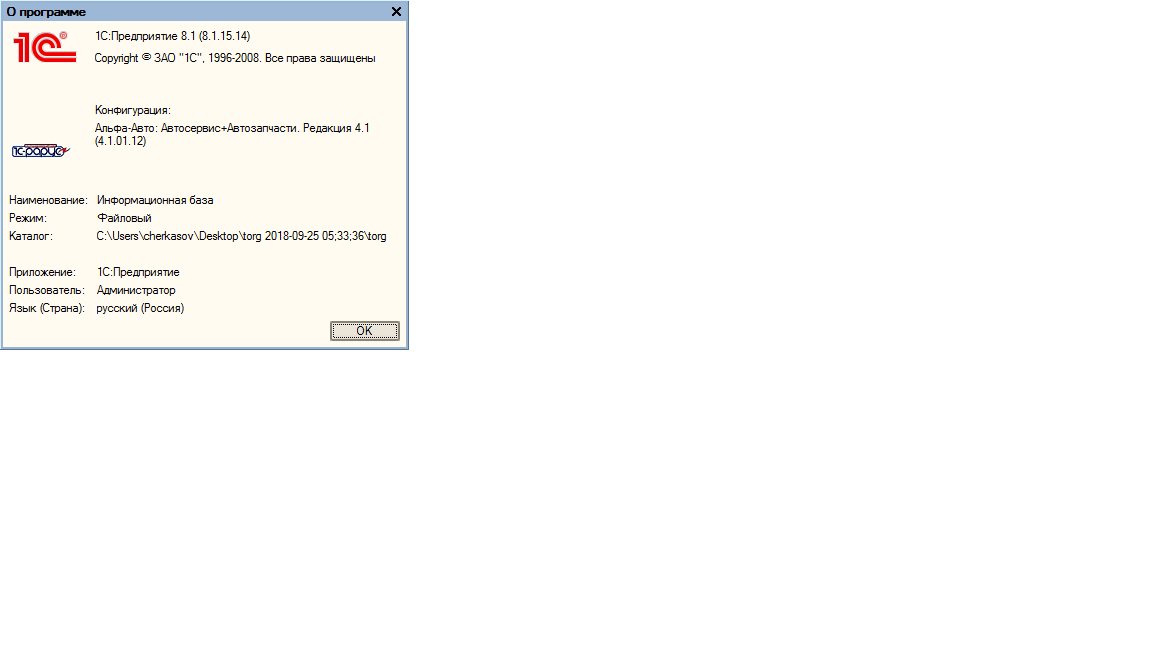 О программе
1С®
1С:Предприятие 8.1 (8.1.15.14)
Copyright © ЗАО "1С", 1996-2008. Все права защищены
Конфигурация:
Альфа-Авто: Автосервис+Автозапчасти. Редакция 4.1
(4.1.01.12)
1С-рарус
Наименование: Информационная база
Режим: Файловый
Каталог: C:\Users\cherkasov\Desktop\torg 2018-09-25 05;33;36\torg
Приложение: 1С:Предприятие
Пользователь: Администратор
Язык (Страна): русский (Россия)
OK